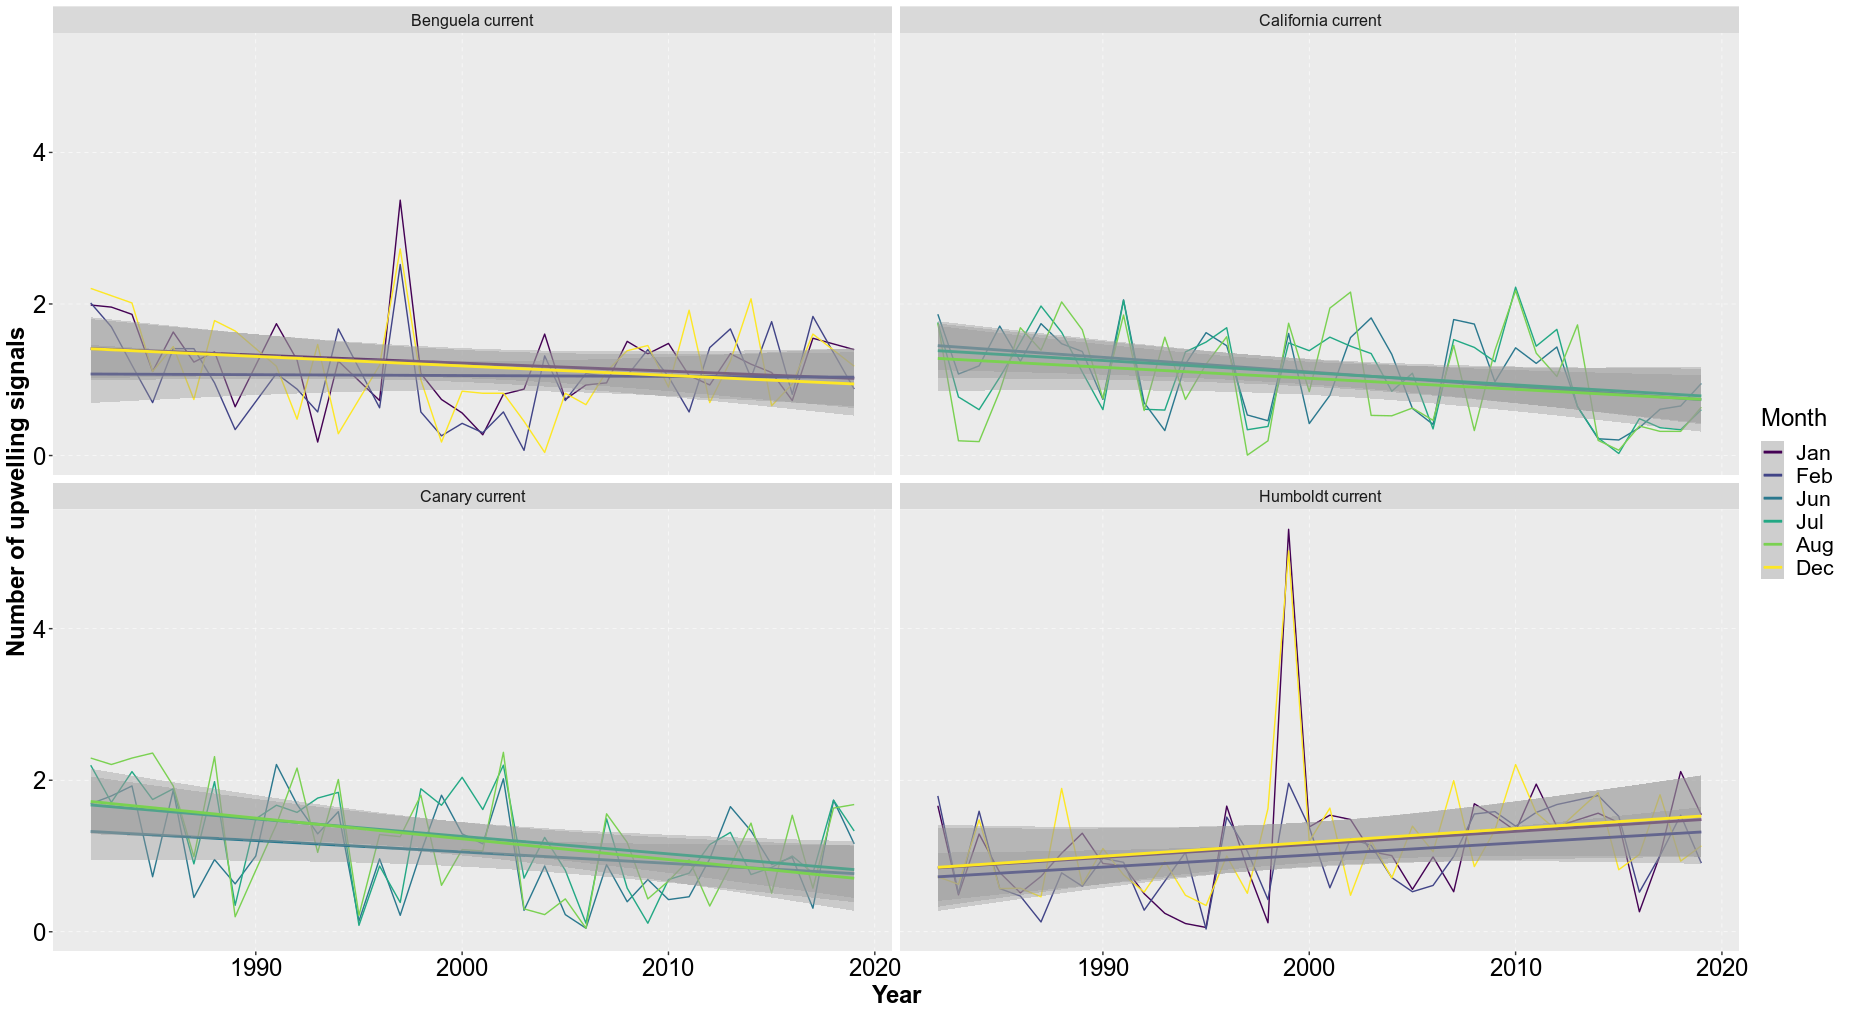 Benguela current
California current
4
2
0
Canary current
Humboldt current
4
2
0
1990
2000
2010
2020
1990
2000
2010
2020
Year
Number of upwelling signals
Month
Jan
Feb
Jun
Jul
Aug
Dec